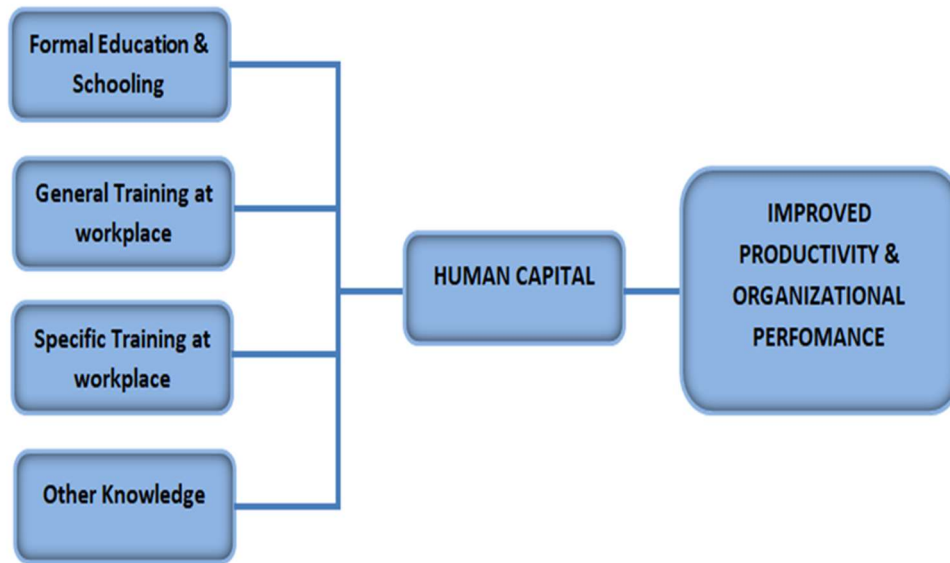 Formal Education &
Schooling
General Training at
workplace
Specific Training at
workplace
Other Knowledge
HUMAN CAPITAL
IMPROVED
PRODUCTIVITY &
ORGANIZATIONAL
PERFOMANCE